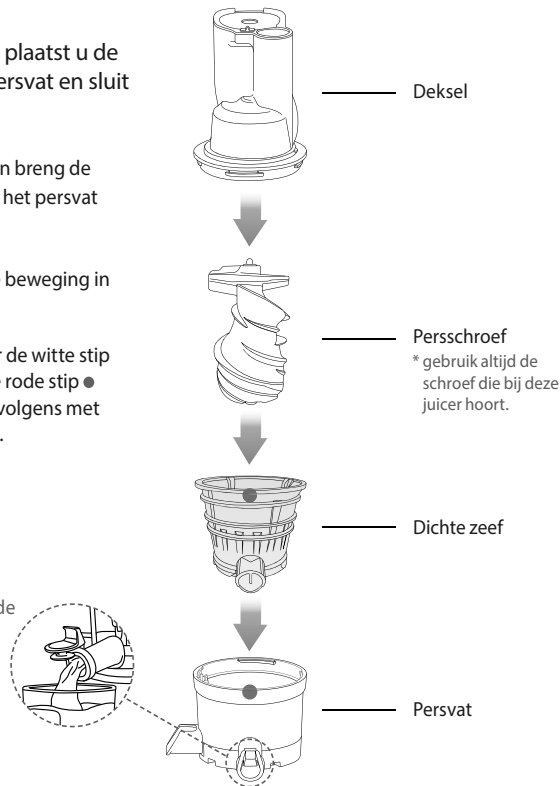 plaatst u de
ersvat en sluit
n breng de
het persvat
beweging in
de witte stip
rode stip ●
volgens met
de
Deksel
Persschroef
* gebruik altijd de
schroef die bij deze
juicer hoort.
Dichte zeef
Persvat